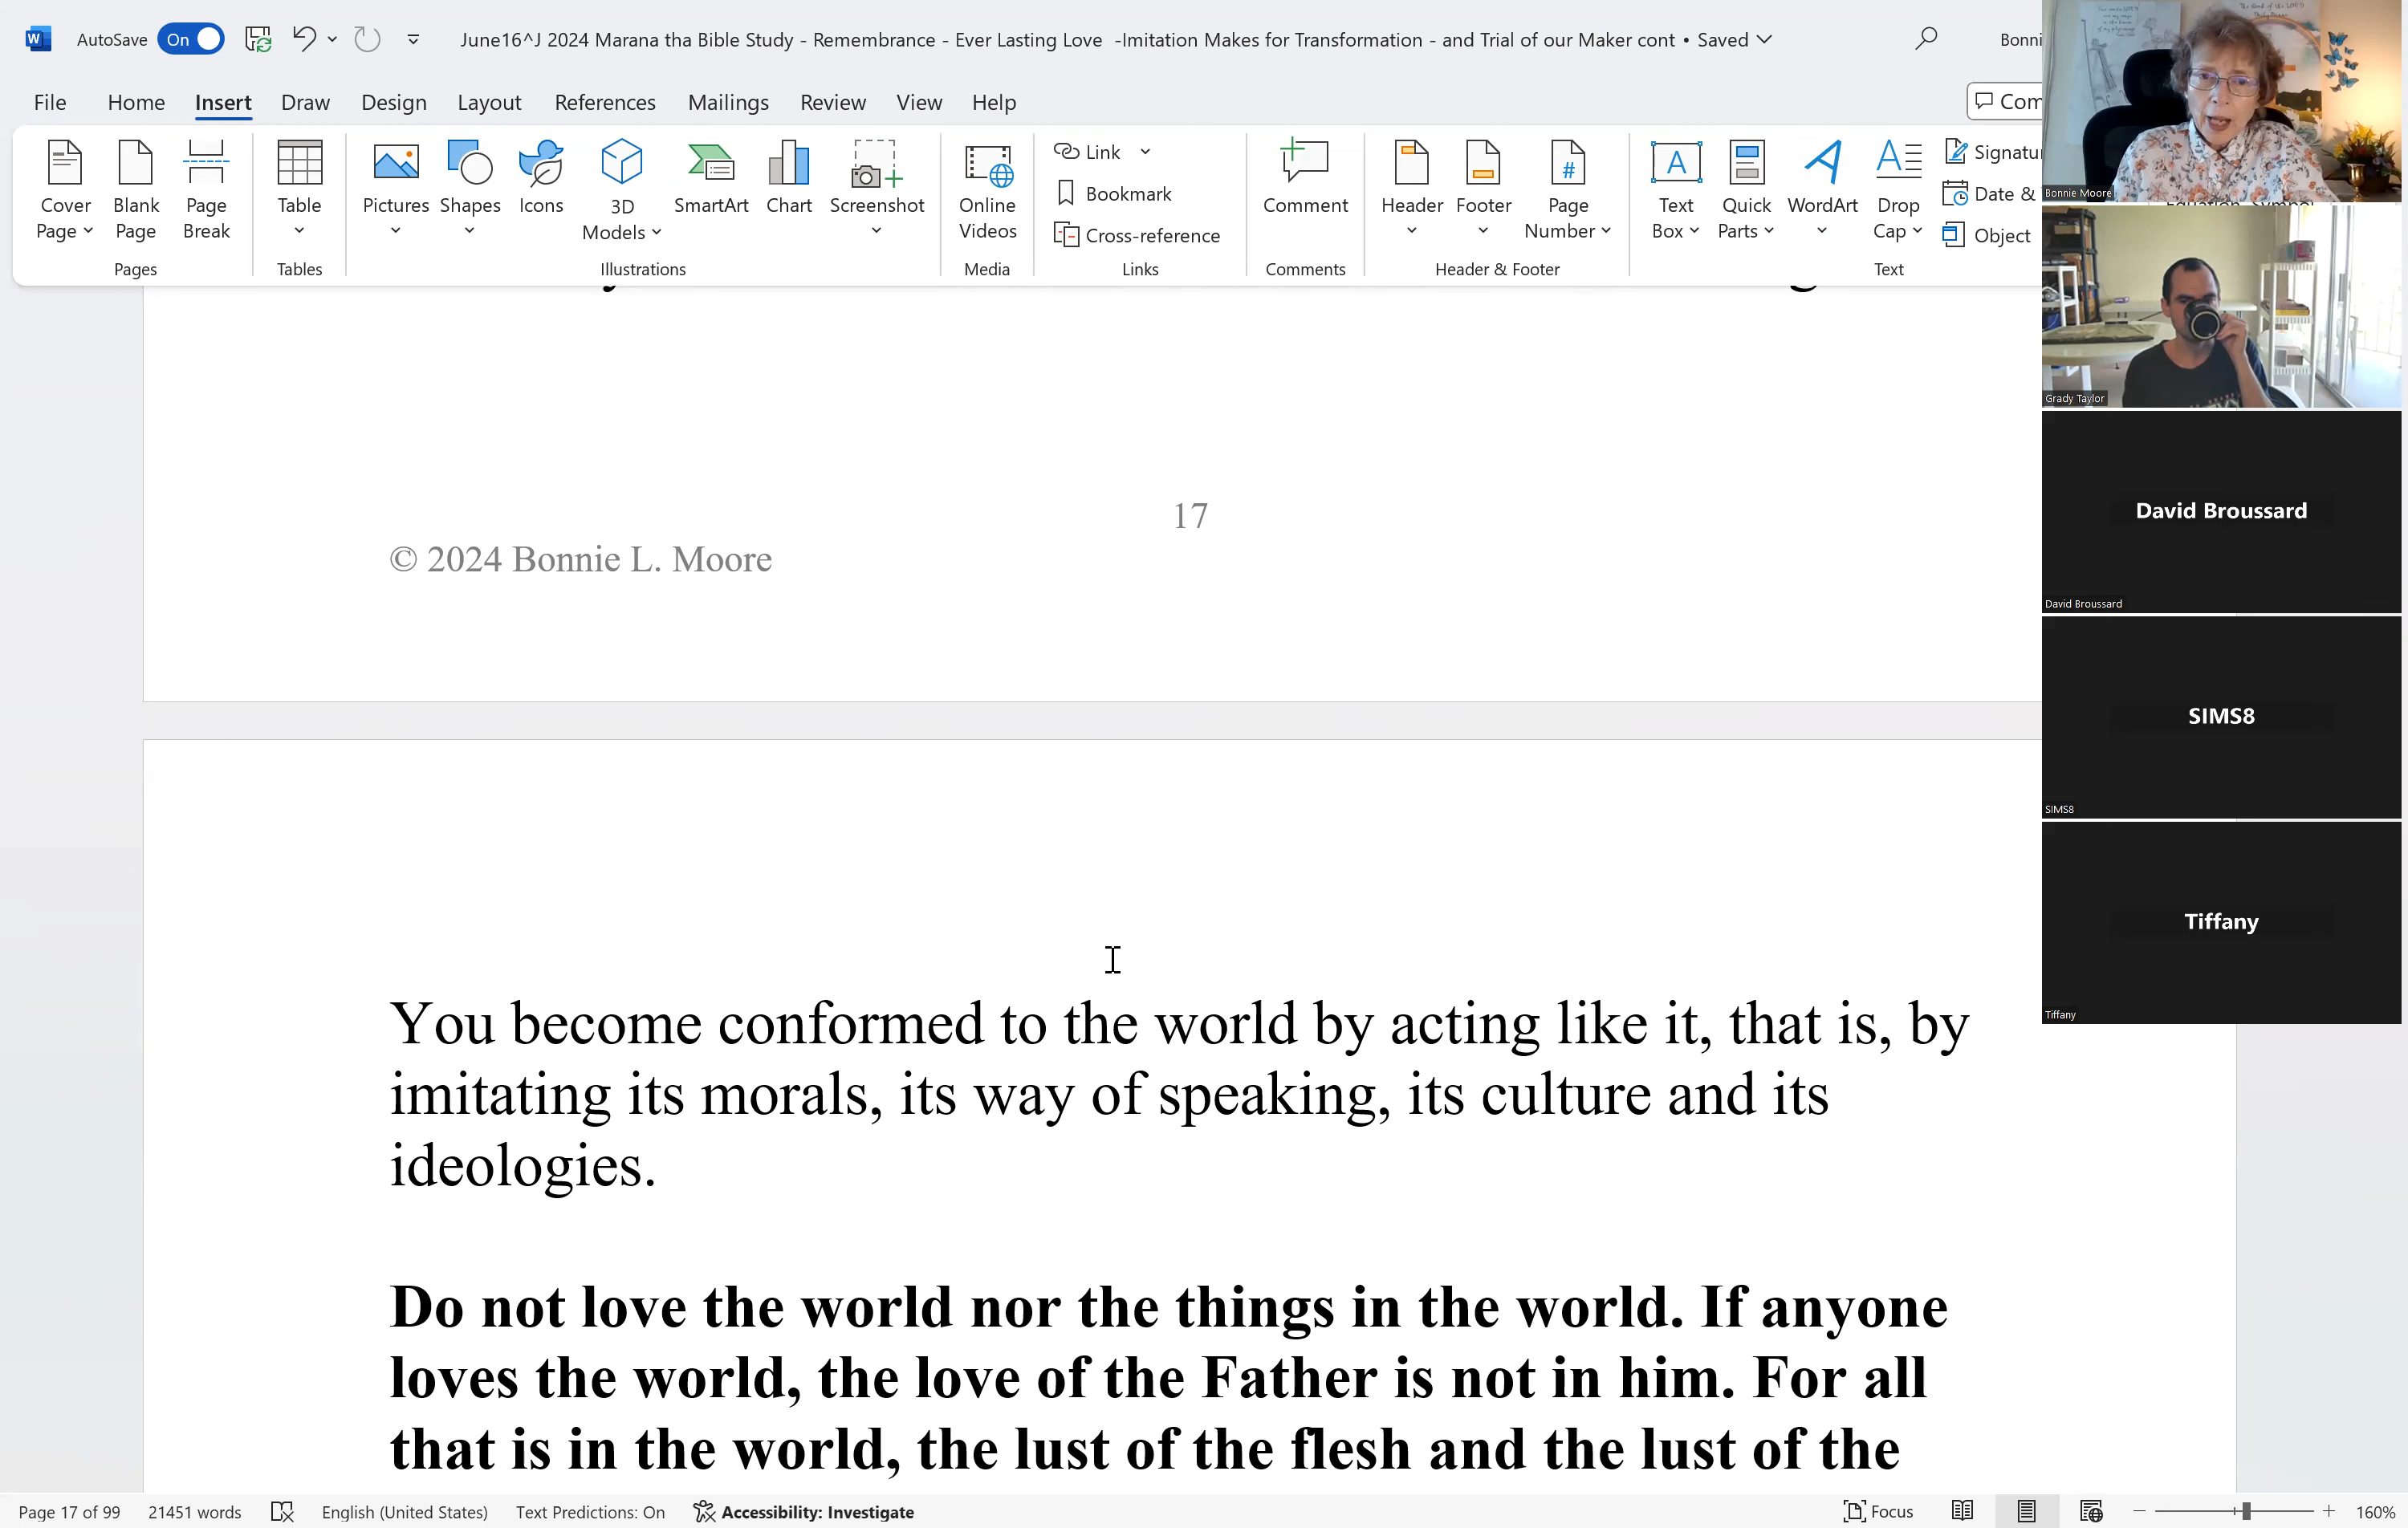 AutoSave On June16^J 2024 Marana tha Bible Study - Remembrance - Ever Lasting Love -Imitation Makes for Transformation - and Trial of our Maker cont • Saved Bonni
File Home Insert Draw Design Layout References Mailings Review View Help Com
Cover Page
Blank Page
Page Break
Table
Pictures
Shapes
Icons
3D Models
SmartArt
Chart
Screenshot
Online Videos
Link
Bookmark
Cross-reference
Comment
Header
Footer
Page Number
Text Box
Quick Parts
WordArt
Drop Cap
Signatu
Date &
Object
Pages Tables Illustrations Media Links Comments Header & Footer Text
17
© 2024 Bonnie L. Moore
You become conformed to the world by acting like it, that is, by
imitating its morals, its way of speaking, its culture and its
ideologies.
Do not love the world nor the things in the world. If anyone
loves the world, the love of the Father is not in him. For all
that is in the world, the lust of the flesh and the lust of the
Bonnie Moore
Grady Taylor
David Broussard
David Broussard
SIMS8
SIMS8
Tiffany
Tiffany
Page 17 of 99 21451 words English (United States) Text Predictions: On Accessibility: Investigate Focus 160%